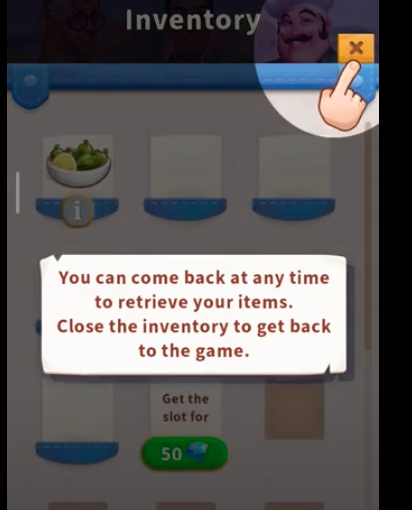 Inventory
i
You can come back at any time
to retrieve your items.
Close the inventory to get back
to the game.
Get the
slot for
50